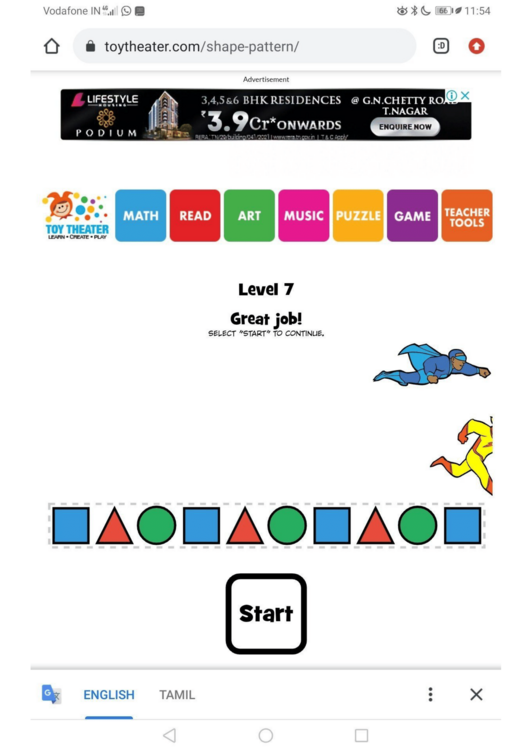 Vodafone IN 11:54
toytheater.com/shape-pattern/ :D
Advertisement
LIFESTYLE
HOUSING
PODIUM
3,4,5&6 BHK RESIDENCES @ G.N.CHETTY ROAD
T.NAGAR
₹3.9Cr*ONWARDS
ENQUIRE NOW
TOY THEATER
LEARN • CREATE • PLAY
MATH READ ART MUSIC PUZZLE GAME TEACHER TOOLS
Level 7
Great job!
SELECT "START" TO CONTINUE.
Start
ENGLISH TAMIL